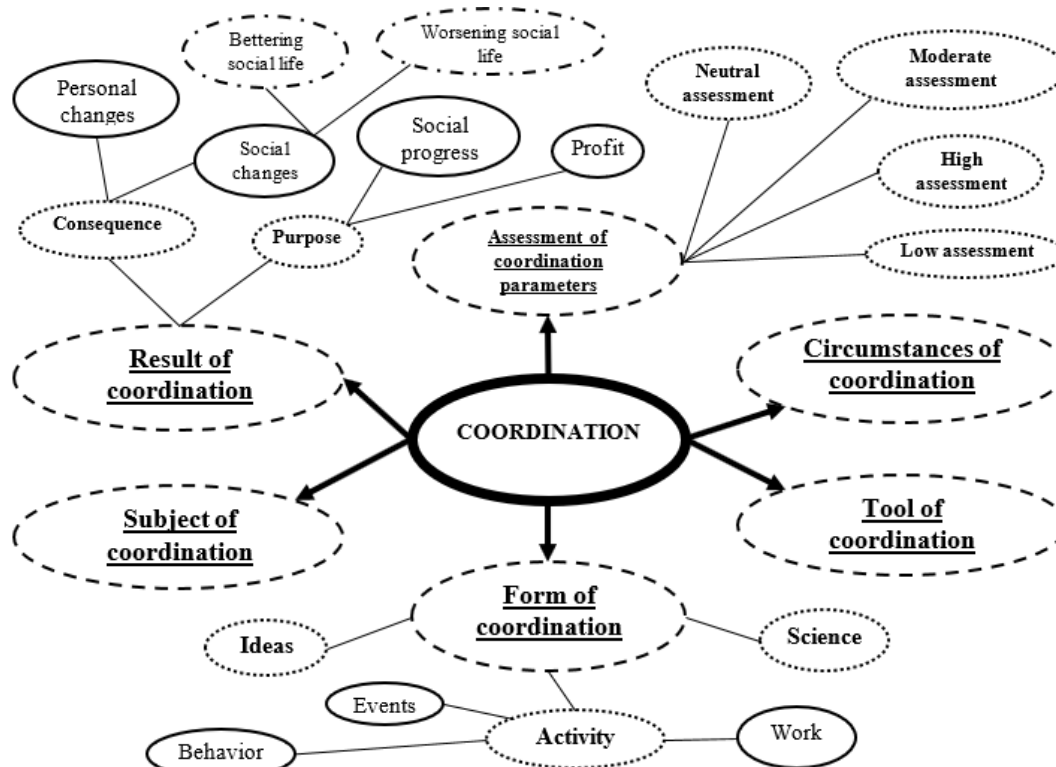 Bettering
social life
Worsening social
life
Personal
changes
Social
changes
Social
progress
Profit
Neutral
assessment
Moderate
assessment
High
assessment
Low assessment
Consequence
Purpose
Assessment of
coordination
parameters
Result of
coordination
Circumstances of
coordination
COORDINATION
Subject of
coordination
Tool of
coordination
Form of
coordination
Ideas
Science
Events
Activity
Work
Behavior